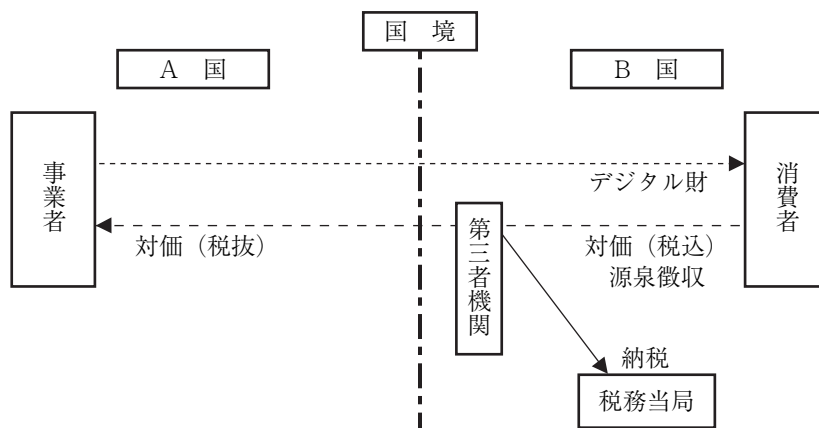 国　境
A　国
B　国
事業者
消費者
デジタル財
対価（税抜）
第三者機関
対価（税込）
源泉徴収
納税
税務当局